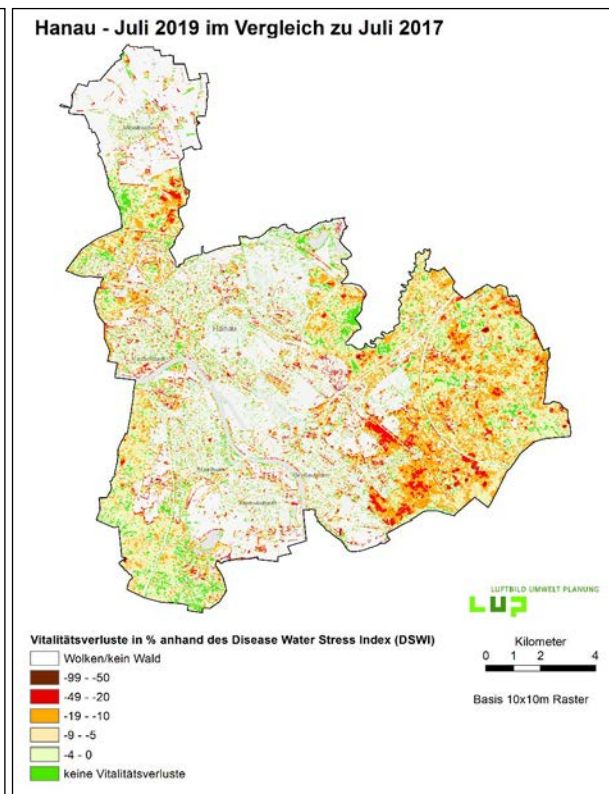 Hanau - Juli 2019 im Vergleich zu Juli 2017
Hanau
LUFTBILD UMWELT PLANUNG
LUP
Vitalitätsverluste in % anhand des Disease Water Stress Index (DSWI)
Wolken/kein Wald
-99 - -50
-49 - -20
-19 - -10
-9 - -5
-4 - 0
keine Vitalitätsverluste
Kilometer
0 1 2 4
Basis 10x10m Raster